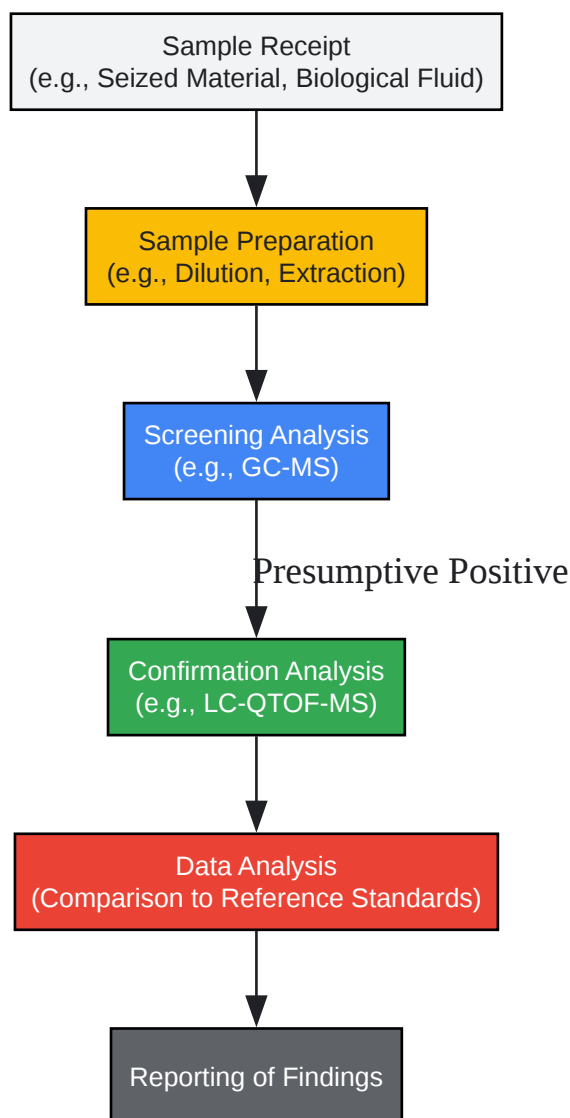 Sample Receipt
(e.g., Seized Material, Biological Fluid)
Sample Preparation
(e.g., Dilution, Extraction)
Screening Analysis
(e.g., GC-MS)
Presumptive Positive
Confirmation Analysis
(e.g., LC-QTOF-MS)
Data Analysis
(Comparison to Reference Standards)
Reporting of Findings